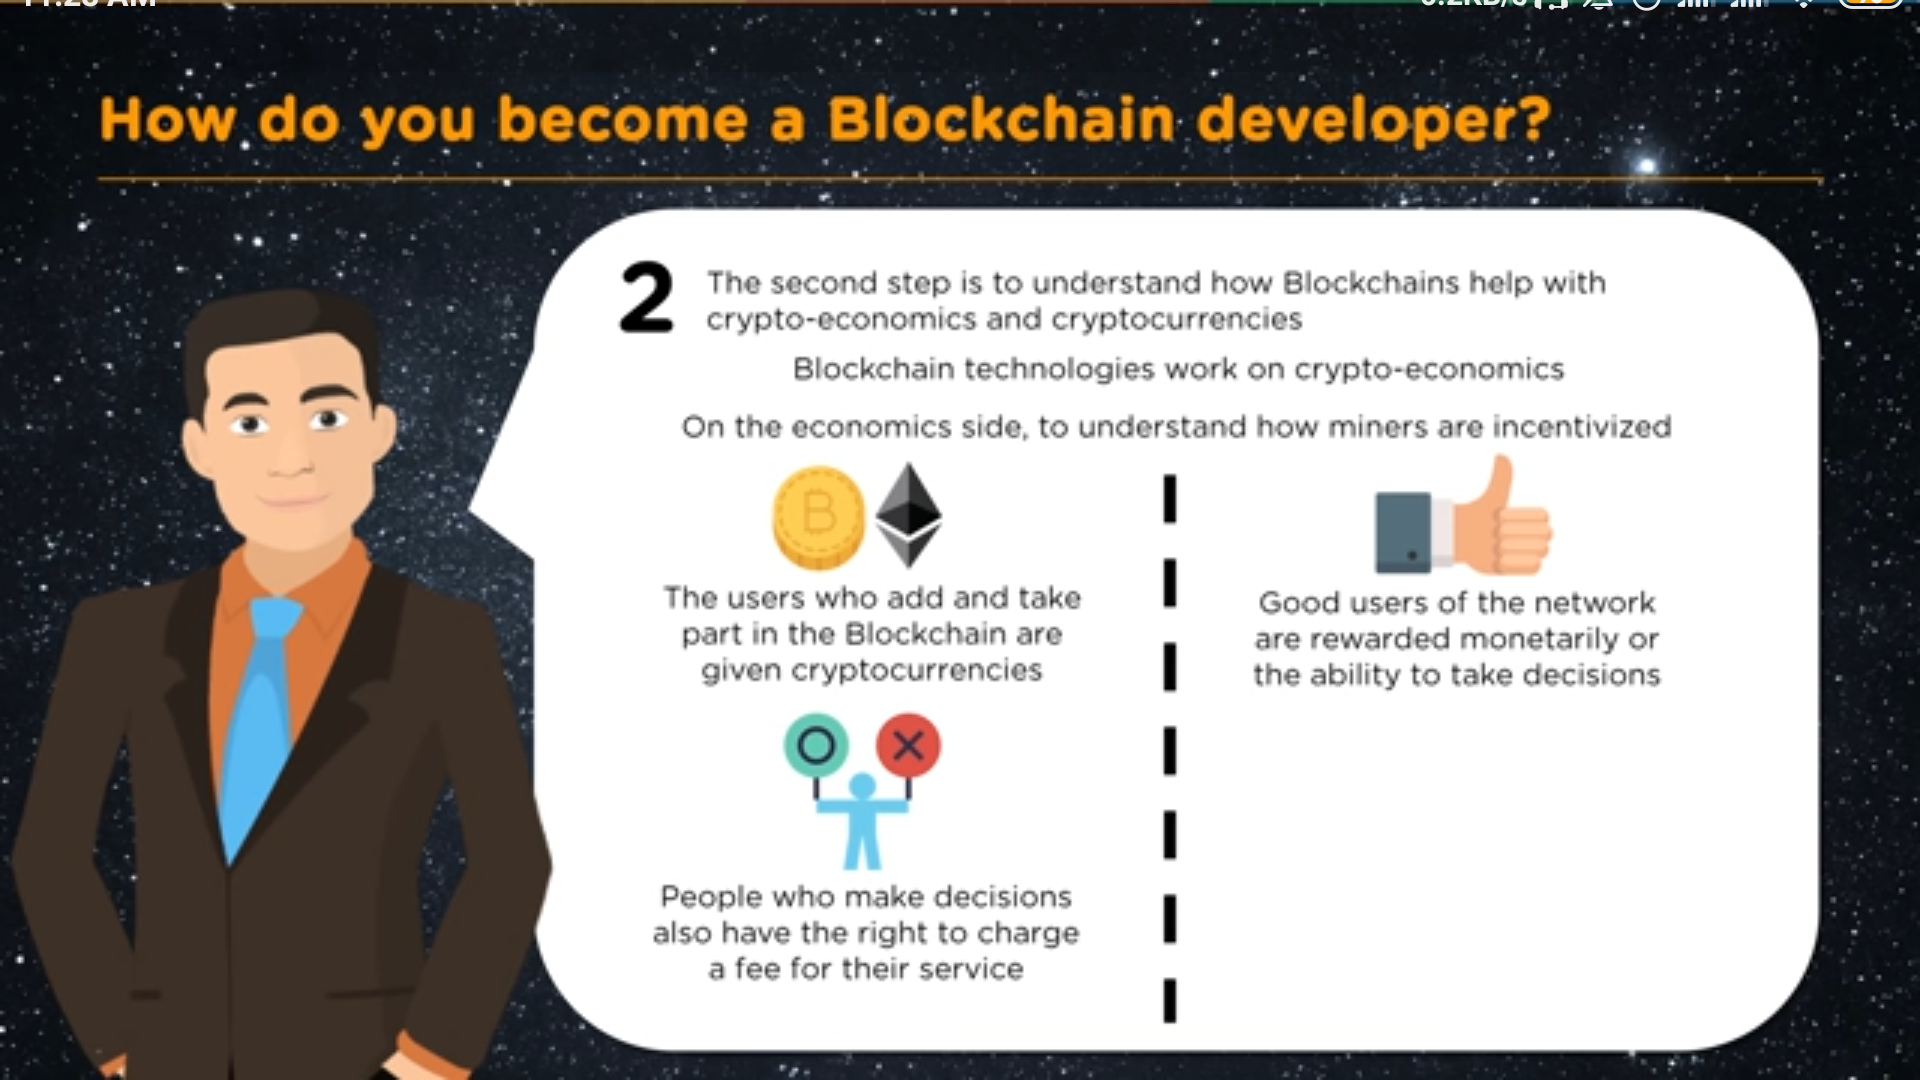 How do you become a Blockchain developer?
2
The second step is to understand how Blockchains help with
crypto-economics and cryptocurrencies
Blockchain technologies work on crypto-economics
On the economics side, to understand how miners are incentivized
B
The users who add and take
part in the Blockchain are
given cryptocurrencies
Good users of the network
are rewarded monetarily or
the ability to take decisions
People who make decisions
also have the right to charge
a fee for their service